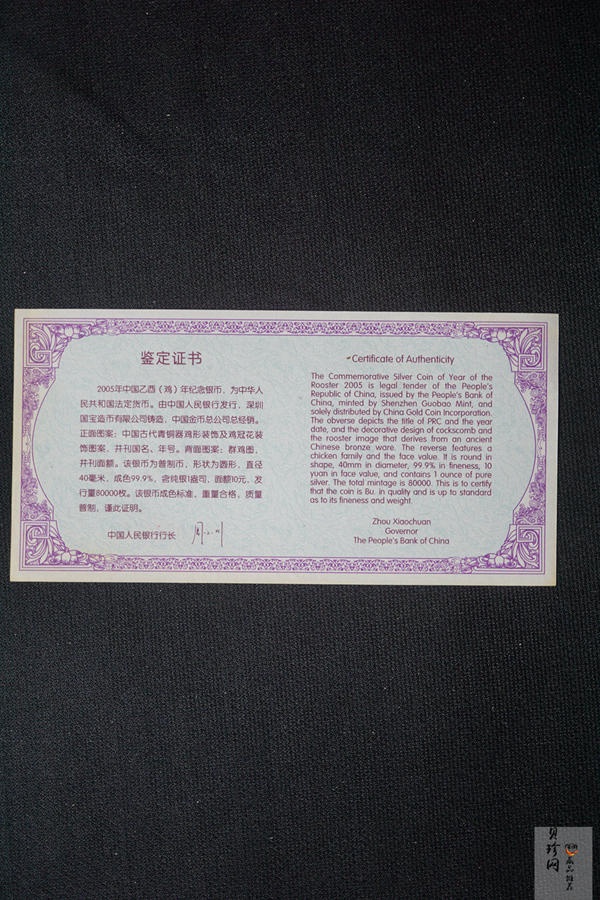 鉴定证书
2005年中国乙酉（鸡）年纪念银币，为中华人
民共和国法定货币。由中国人民银行发行，深圳
国宝造币有限公司铸造，中国金币总公司总经销。
正面图案：中国古代青铜器鸡形装饰及鸡冠花装
饰图案，并刊国名、年号。背面图案：群鸡图，
并刊面额。该银币为普制币，形状为圆形，直径
40毫米，成色99.9%，含纯银1盎司，面额10元，发
行量80000枚。该银币成色标准，重量合格，质量
普制，谨此证明。
中国人民银行行长
Certificate of Authenticity
The Commemorative Silver Coin of Year of the
Rooster 2005 is legal tender of the People's
Republic of China, issued by the People's Bank of
China, minted by Shenzhen Guobao Mint, and
solely distributed by China Gold Coin Incorporation.
The obverse depicts the title of PRC and the year
date, and the decorative design of cockscomb and
the rooster image that derives from an ancient
Chinese bronze ware. The reverse features a
chicken family and the face value. It is round in
shape, 40mm in diameter, 99.9% in fineness, 10
yuan in face value, and contains 1 ounce of pure
silver. The total mintage is 80000. This is to certify
that the coin is Bu. in quality and is up to standard
as to its fineness and weight.
Zhou Xiaochuan
Governor
The People's Bank of China
贝珍网
藏品推荐